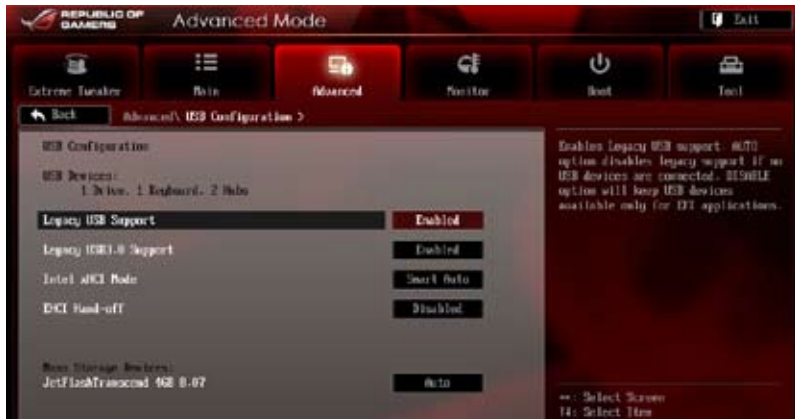 REPUBLIC OF GAMERS
Advanced Mode
Exit
Extreme Tweaker
Main
Advanced
Monitor
Boot
Tool
Back
Advanced\ USB Configuration >
USB Configuration
USB Devices:
1 Drive, 1 Keyboard, 2 Hubs
Legacy USB Support
Enabled
Legacy USB3.0 Support
Enabled
Intel xHCI Mode
Smart Auto
EHCI Hand-off
Disabled
Mass Storage Devices:
JetFlashTranscend 4GB 8.07
Auto
Enables Legacy USB support. AUTO
option disables legacy support if no
USB devices are connected. DISABLE
option will keep USB devices
available only for EFI applications.
: Select Screen
: Select Item